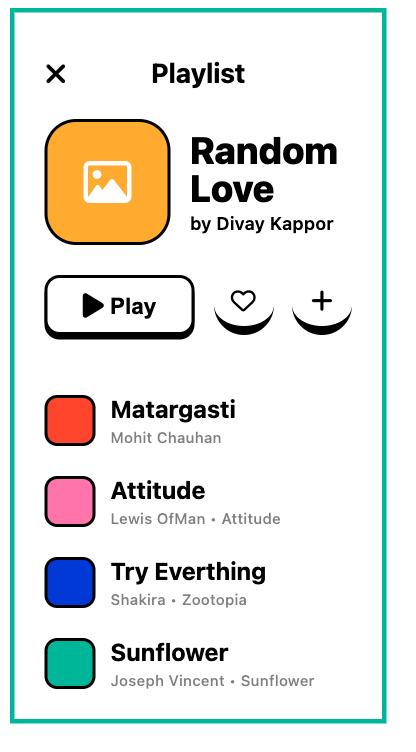 Playlist
Random
Love
by Divay Kappor
Play
Matargasti
Mohit Chauhan
Attitude
Lewis OfMan • Attitude
Try Everthing
Shakira • Zootopia
Sunflower
Joseph Vincent • Sunflower